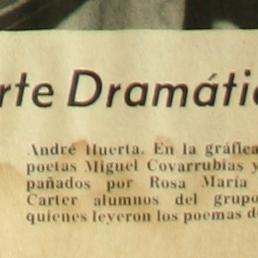 rte Dramátic
André Huerta. En la gráfica
poetas Miguel Covarrubias y
pañados por Rosa María
Carter alumnos del grupo
quienes leyeron los poemas de